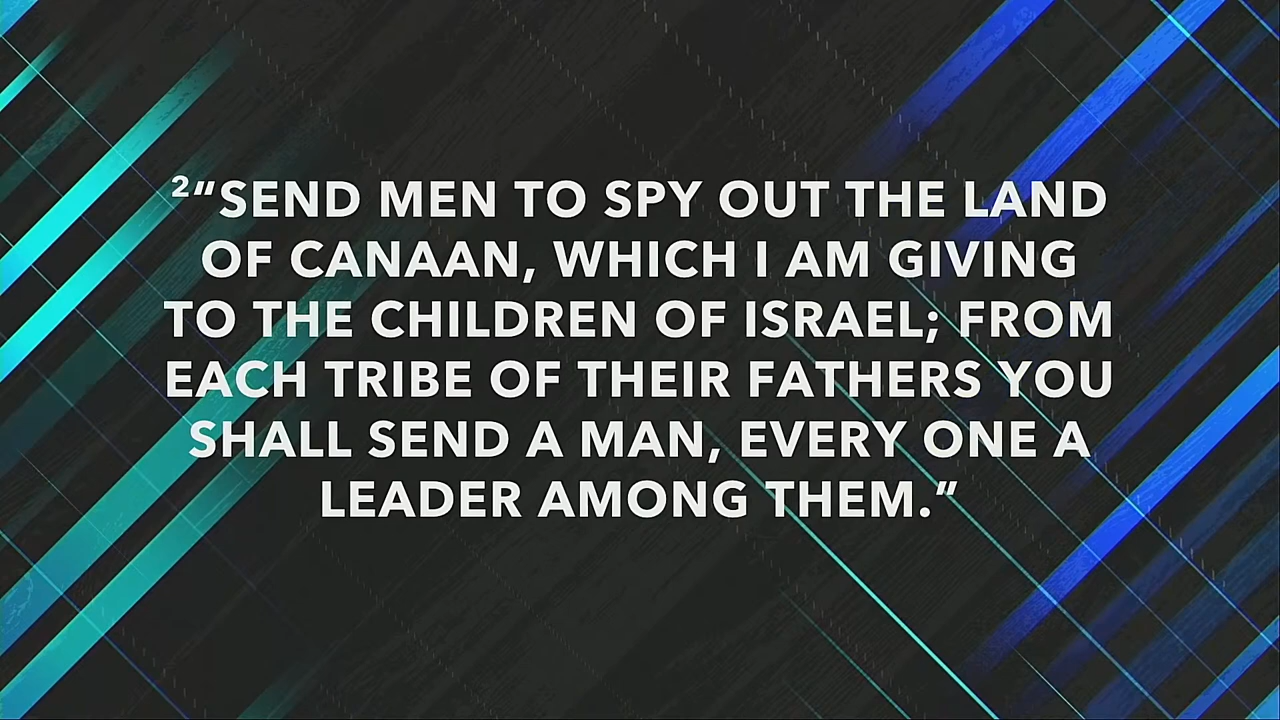 ²“SEND MEN TO SPY OUT THE LAND
OF CANAAN, WHICH I AM GIVING
TO THE CHILDREN OF ISRAEL; FROM
EACH TRIBE OF THEIR FATHERS YOU
SHALL SEND A MAN, EVERY ONE A
LEADER AMONG THEM.”